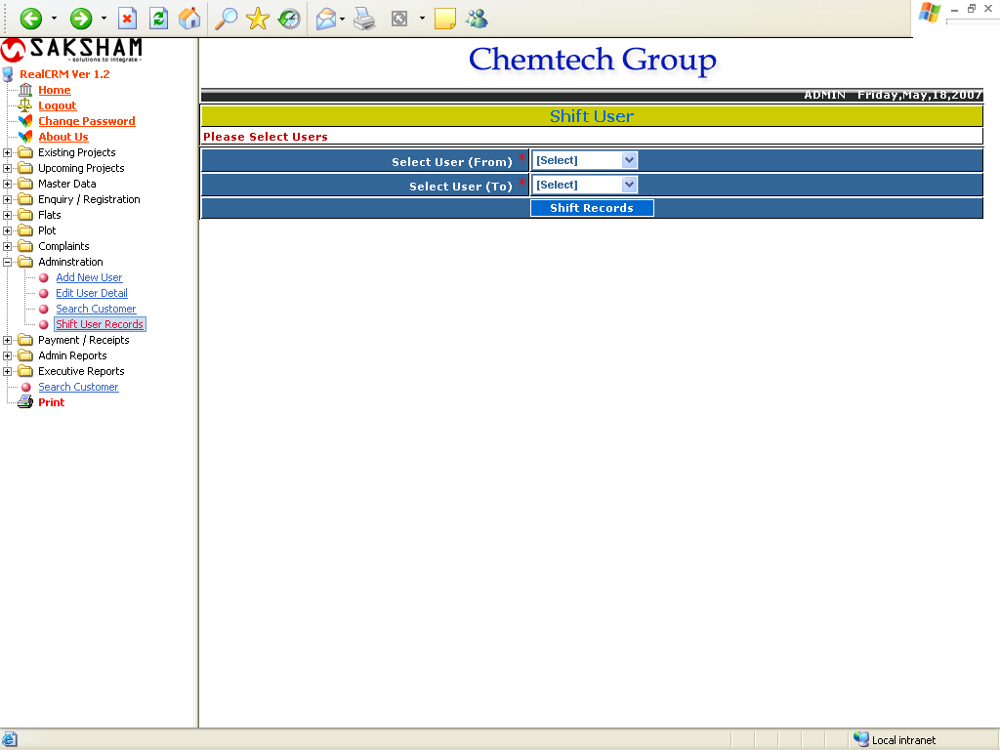 SAKSHAM
- solutions to integrate -
RealCRM Ver 1.2
Home
Logout
Change Password
About Us
Existing Projects
Upcoming Projects
Master Data
Enquiry / Registration
Flats
Plot
Complaints
Adminstration
Add New User
Edit User Detail
Search Customer
Shift User Records
Payment / Receipts
Admin Reports
Executive Reports
Search Customer
Print
Chemtech Group
ADMIN Friday,May,18,2007
Shift User
Please Select Users
Select User (From) * [Select]
Select User (To) * [Select]
Shift Records
Local intranet